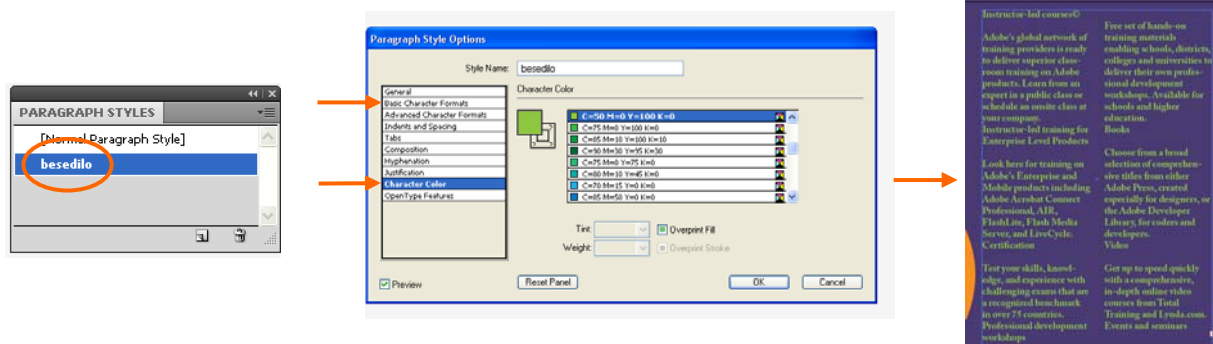 PARAGRAPH STYLES
[Normal Paragraph Style]
besedilo
Paragraph Style Options
Style Name: besedilo
General
Basic Character Formats
Advanced Character Formats
Indents and Spacing
Tabs
Composition
Hyphenation
Justification
Character Color
OpenType Features
Character Color
C=50 M=0 Y=100 K=0
C=75 M=0 Y=100 K=0
C=85 M=10 Y=100 K=10
C=90 M=30 Y=95 K=30
C=75 M=0 Y=75 K=0
C=80 M=10 Y=45 K=0
C=70 M=15 Y=0 K=0
C=85 M=50 Y=0 K=0
Tint:
Overprint Fill
Weight:
Overprint Stroke
Preview
Reset Panel
OK
Cancel
Instructor-led courses©
Adobe's global network of
training providers is ready
to deliver superior class-
room training on Adobe
products. Learn from an
expert in a public class or
schedule an onsite class at
your company.
Instructor-led training for
Enterprise Level Products
Look here for training on
Adobe's Enterprise and
Mobile products including
Adobe Acrobat Connect
Professional, AIR,
FlashLite, Flash Media
Server, and LiveCycle.
Certification
Test your skills, knowl-
edge, and experience with
challenging exams that are
a recognized benchmark
in over 75 countries.
Professional development
workshops
Free set of hands-on
training materials
enabling schools, districts,
colleges and universities to
deliver their own profes-
sional development
workshops. Available for
schools and higher
education.
Books
Choose from a broad
selection of comprehen-
sive titles from either
Adobe Press, created
especially for designers, or
the Adobe Developer
Library, for coders and
developers.
Video
Get up to speed quickly
with a comprehensive,
in-depth online video
courses from Total
Training and Lynda.com.
Events and seminars